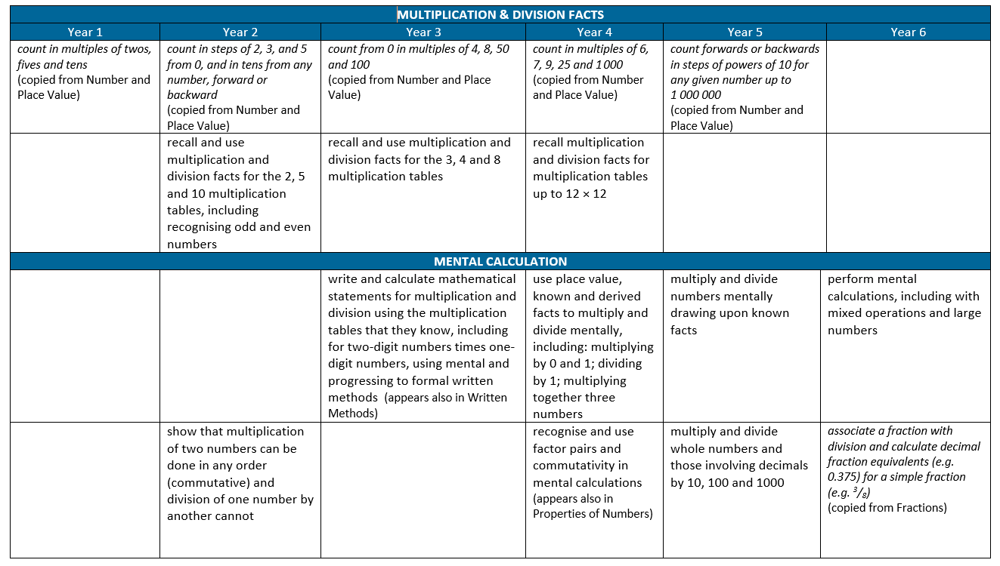 MULTIPLICATION & DIVISION FACTS
Year 1
Year 2
Year 3
Year 4
Year 5
Year 6
count in multiples of twos,
fives and tens
(copied from Number and
Place Value)
count in steps of 2, 3, and 5
from 0, and in tens from any
number, forward or
backward
(copied from Number and
Place Value)
count from 0 in multiples of 4, 8, 50
and 100
(copied from Number and Place
Value)
count in multiples of 6,
7, 9, 25 and 1 000
(copied from Number
and Place Value)
count forwards or backwards
in steps of powers of 10 for
any given number up to
1 000 000
(copied from Number and
Place Value)
recall and use
multiplication and
division facts for the 2, 5
and 10 multiplication
tables, including
recognising odd and even
numbers
recall and use multiplication and
division facts for the 3, 4 and 8
multiplication tables
recall multiplication
and division facts for
multiplication tables
up to 12 × 12
MENTAL CALCULATION
write and calculate mathematical
statements for multiplication and
division using the multiplication
tables that they know, including
for two-digit numbers times one-
digit numbers, using mental and
progressing to formal written
methods (appears also in Written
Methods)
use place value,
known and derived
facts to multiply and
divide mentally,
including: multiplying
by 0 and 1; dividing
by 1; multiplying
together three
numbers
multiply and divide
numbers mentally
drawing upon known
facts
perform mental
calculations, including with
mixed operations and large
numbers
show that multiplication
of two numbers can be
done in any order
(commutative) and
division of one number by
another cannot
recognise and use
factor pairs and
commutativity in
mental calculations
(appears also in
Properties of Numbers)
multiply and divide
whole numbers and
those involving decimals
by 10, 100 and 1000
associate a fraction with
division and calculate decimal
fraction equivalents (e.g.
0.375) for a simple fraction
(e.g. ³/₈)
(copied from Fractions)